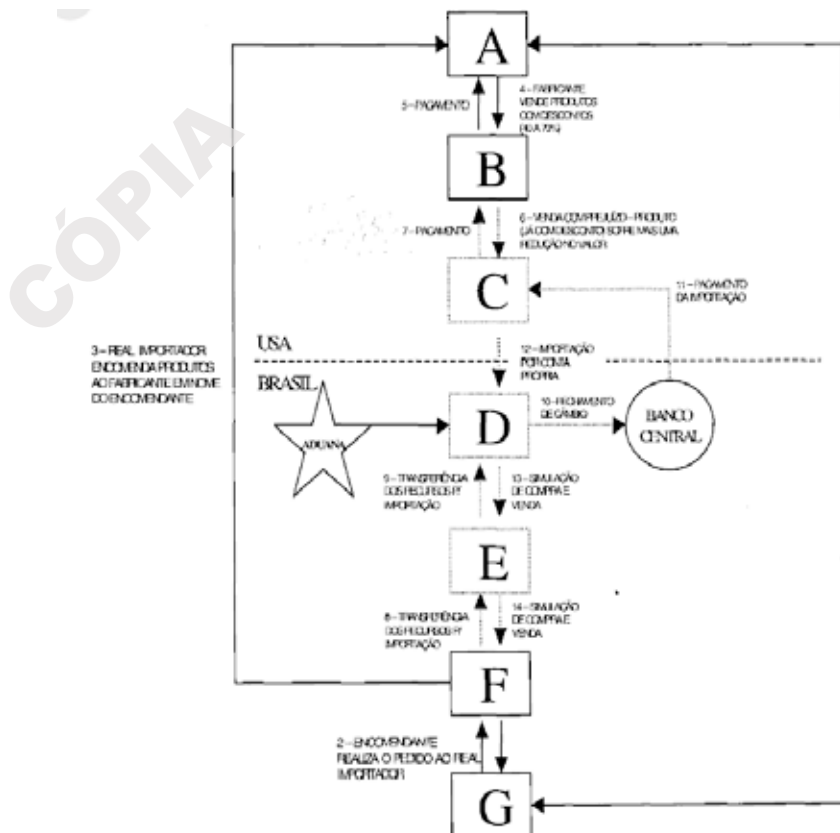 CÓPIA
A
5 - PAGAMENTO
4 - FABRICANTE
VENDE PRODUTOS
COM DESCONTOS
B
7 - PAGAMENTO
6 - VENDA COM PREJUÍZO - PRODUTO
(JÁ COM DESCONTO) SOFRE MAIS UMA
REDUÇÃO NO VALOR
C
11 - PAGAMENTO
DA IMPORTAÇÃO
USA
12 - IMPORTAÇÃO
POR CONTA
PRÓPRIA
3 - REAL IMPORTADOR
ENCOMENDA PRODUTOS
AO FABRICANTE EM NOME
DO ENCOMENDANTE
BRASIL
ADUANA
D
10 - FECHAMENTO
DE CÂMBIO
BANCO
CENTRAL
9 - TRANSFERÊNCIA
DOS RECURSOS P/
IMPORTAÇÃO
13 - SIMULAÇÃO
DE COMPRA E
VENDA
E
8 - TRANSFERÊNCIA
DOS RECURSOS P/
IMPORTAÇÃO
14 - SIMULAÇÃO
DE COMPRA E
VENDA
F
2 - ENCOMENDANTE
REALIZA O PEDIDO AO REAL
IMPORTADOR
G